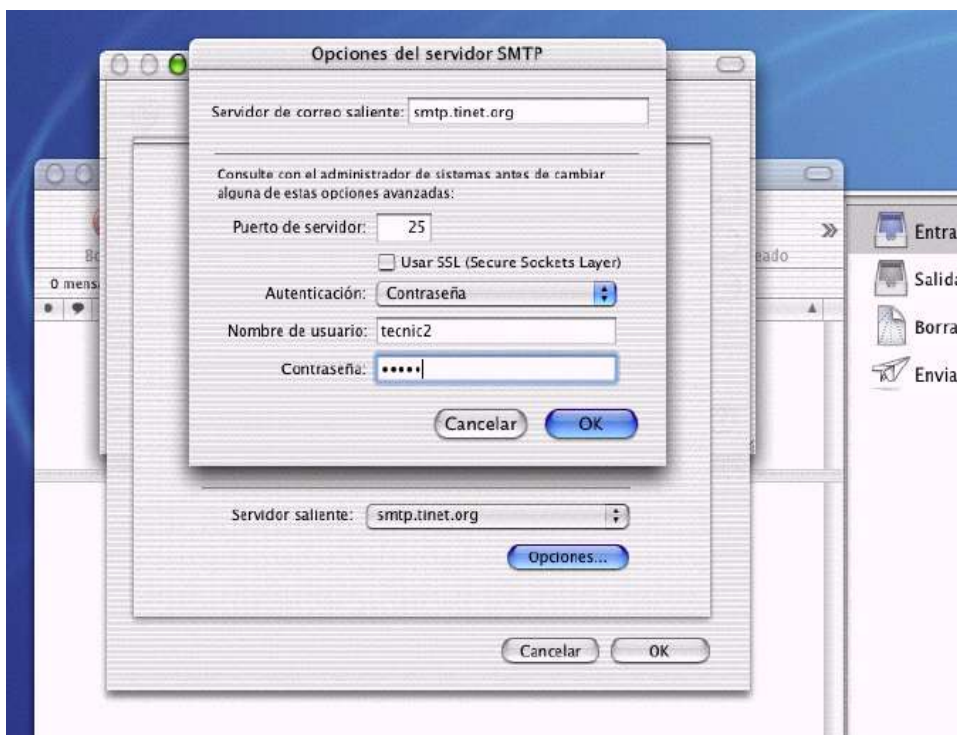 Opciones del servidor SMTP
Servidor de correo saliente: smtp.tinet.org
Consulte con el administrador de sistemas antes de cambiar
alguna de estas opciones avanzadas:
Puerto de servidor: 25
Usar SSL (Secure Sockets Layer)
Autenticación: Contraseña
Nombre de usuario: tecnic2
Contraseña: •••••
Cancelar OK
Servidor saliente: smtp.tinet.org
Opciones...
Cancelar OK
0 mens
eado
Entra
Salida
Borra
Envia